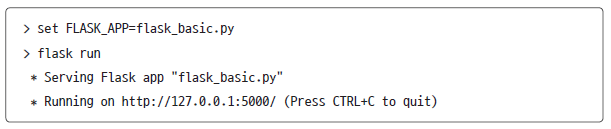 > set FLASK_APP=flask_basic.py
> flask run
* Serving Flask app "flask_basic.py"
* Running on http://127.0.0.1:5000/ (Press CTRL+C to quit)